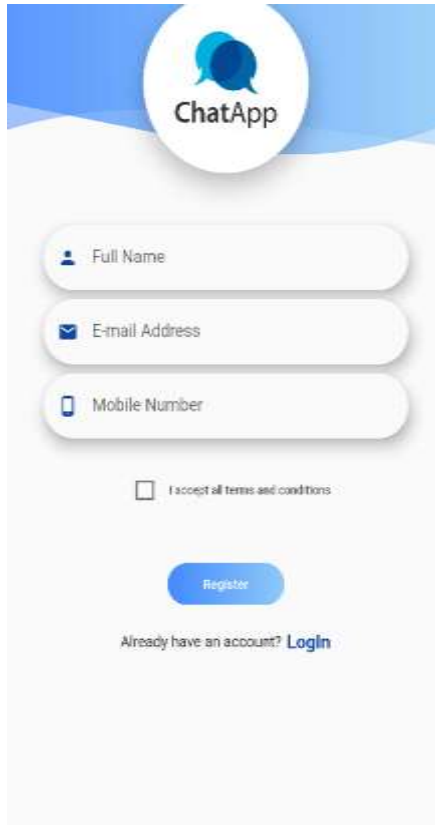 ChatApp
Full Name
E-mail Address
Mobile Number
I accept all terms and conditions
Register
Already have an account? LogIn